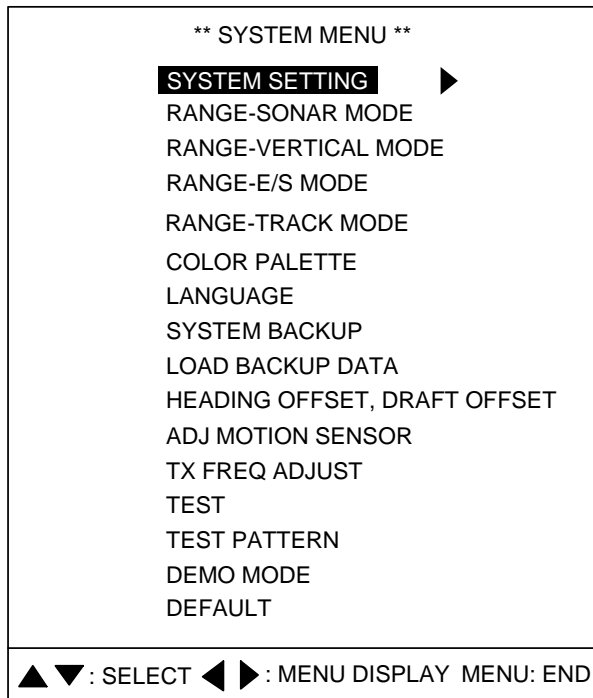 ** SYSTEM MENU **
SYSTEM SETTING ▶
RANGE-SONAR MODE
RANGE-VERTICAL MODE
RANGE-E/S MODE
RANGE-TRACK MODE
COLOR PALETTE
LANGUAGE
SYSTEM BACKUP
LOAD BACKUP DATA
HEADING OFFSET, DRAFT OFFSET
ADJ MOTION SENSOR
TX FREQ ADJUST
TEST
TEST PATTERN
DEMO MODE
DEFAULT
▲ ▼ : SELECT ◀ ▶ : MENU DISPLAY MENU: END